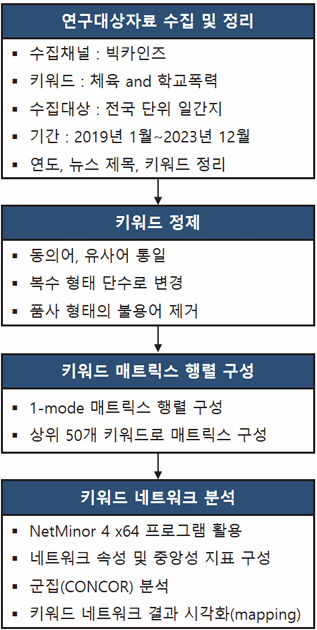 연구대상자료 수집 및 정리
▪ 수집채널 : 빅카인즈
▪ 키워드 : 체육 and 학교폭력
▪ 수집대상 : 전국 단위 일간지
▪ 기간 : 2019년 1월~2023년 12월
▪ 연도, 뉴스 제목, 키워드 정리
키워드 정제
▪ 동의어, 유사어 통일
▪ 복수 형태 단수로 변경
▪ 품사 형태의 불용어 제거
키워드 매트릭스 행렬 구성
▪ 1-mode 매트릭스 행렬 구성
▪ 상위 50개 키워드로 매트릭스 구성
키워드 네트워크 분석
▪ NetMinor 4 x64 프로그램 활용
▪ 네트워크 속성 및 중앙성 지표 구성
▪ 군집(CONCOR) 분석
▪ 키워드 네트워크 결과 시각화(mapping)